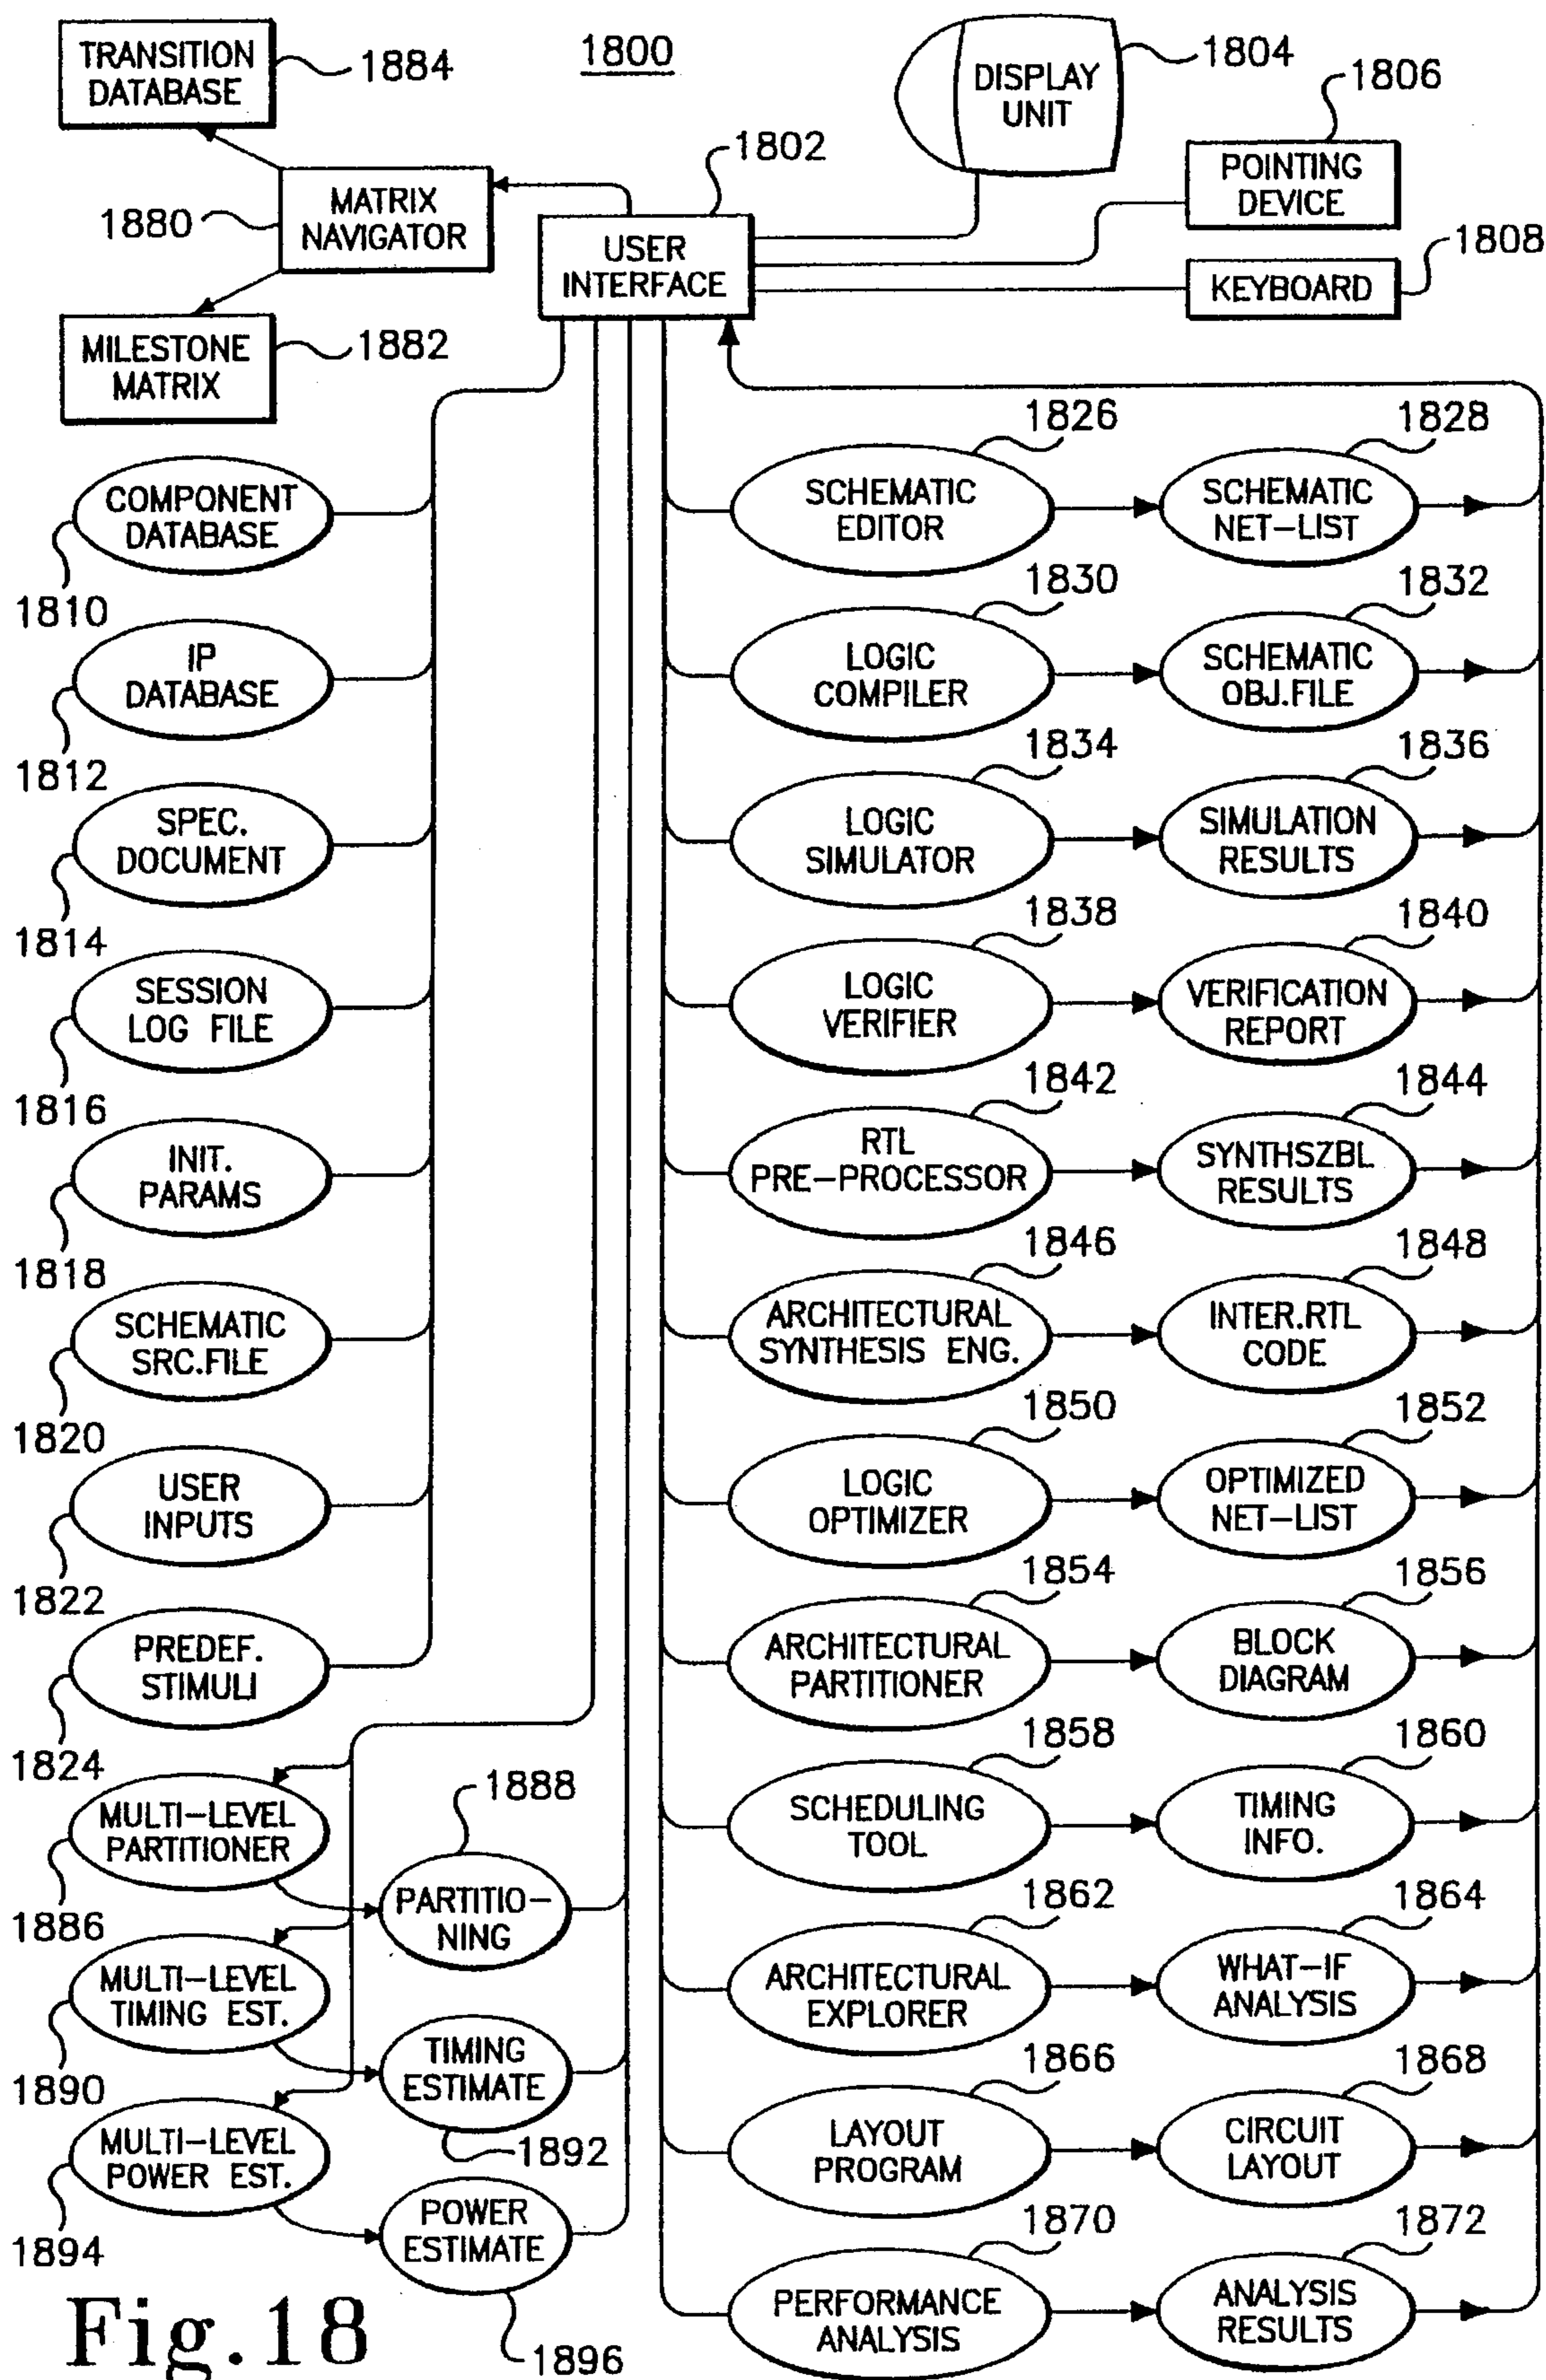 TRANSITION
DATABASE
1884
1800
DISPLAY
UNIT
1804
1806
POINTING
DEVICE
1802
MATRIX
NAVIGATOR
1880
USER
INTERFACE
1808
KEYBOARD
MILESTONE
MATRIX
1882
COMPONENT
DATABASE
1810
IP
DATABASE
1812
SPEC.
DOCUMENT
1814
SESSION
LOG FILE
1816
INIT.
PARAMS
1818
SCHEMATIC
SRC.FILE
1820
USER
INPUTS
1822
PREDEF.
STIMULI
1824
MULTI-LEVEL
PARTITIONER
1886
1888
PARTITIO-
NING
MULTI-LEVEL
TIMING EST.
1890
TIMING
ESTIMATE
1892
MULTI-LEVEL
POWER EST.
1894
POWER
ESTIMATE
1896
1826
SCHEMATIC
EDITOR
1828
SCHEMATIC
NET-LIST
1830
LOGIC
COMPILER
1832
SCHEMATIC
OBJ.FILE
1834
LOGIC
SIMULATOR
1836
SIMULATION
RESULTS
1838
LOGIC
VERIFIER
1840
VERIFICATION
REPORT
1842
RTL
PRE-PROCESSOR
1844
SYNTHSZBL
RESULTS
1846
ARCHITECTURAL
SYNTHESIS ENG.
1848
INTER.RTL
CODE
1850
LOGIC
OPTIMIZER
1852
OPTIMIZED
NET-LIST
1854
ARCHITECTURAL
PARTITIONER
1856
BLOCK
DIAGRAM
1858
SCHEDULING
TOOL
1860
TIMING
INFO.
1862
ARCHITECTURAL
EXPLORER
1864
WHAT-IF
ANALYSIS
1866
LAYOUT
PROGRAM
1868
CIRCUIT
LAYOUT
1870
PERFORMANCE
ANALYSIS
1872
ANALYSIS
RESULTS
Fig.18